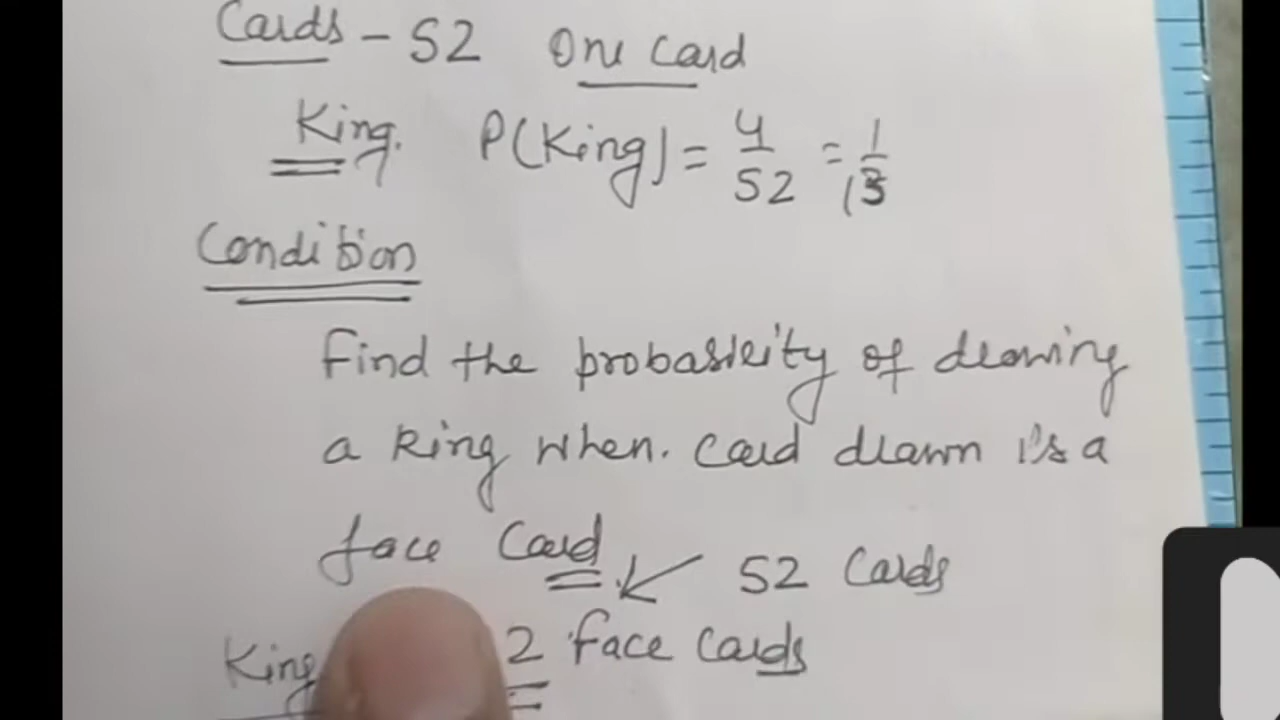 Cards - 52 One Card
King. P(King) = 4/52 = 1/13
Condition
Find the probability of drawing
a King when. Card drawn is a
face Card 52 Cards
King 2 face Cards